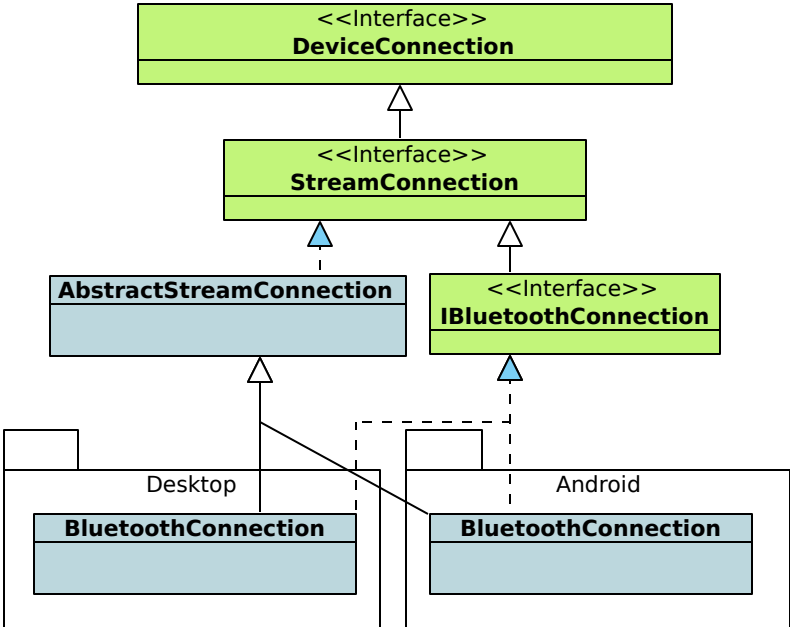 <<Interface>>
DeviceConnection
<<Interface>>
StreamConnection
AbstractStreamConnection
<<Interface>>
IBluetoothConnection
Desktop
Android
BluetoothConnection
BluetoothConnection